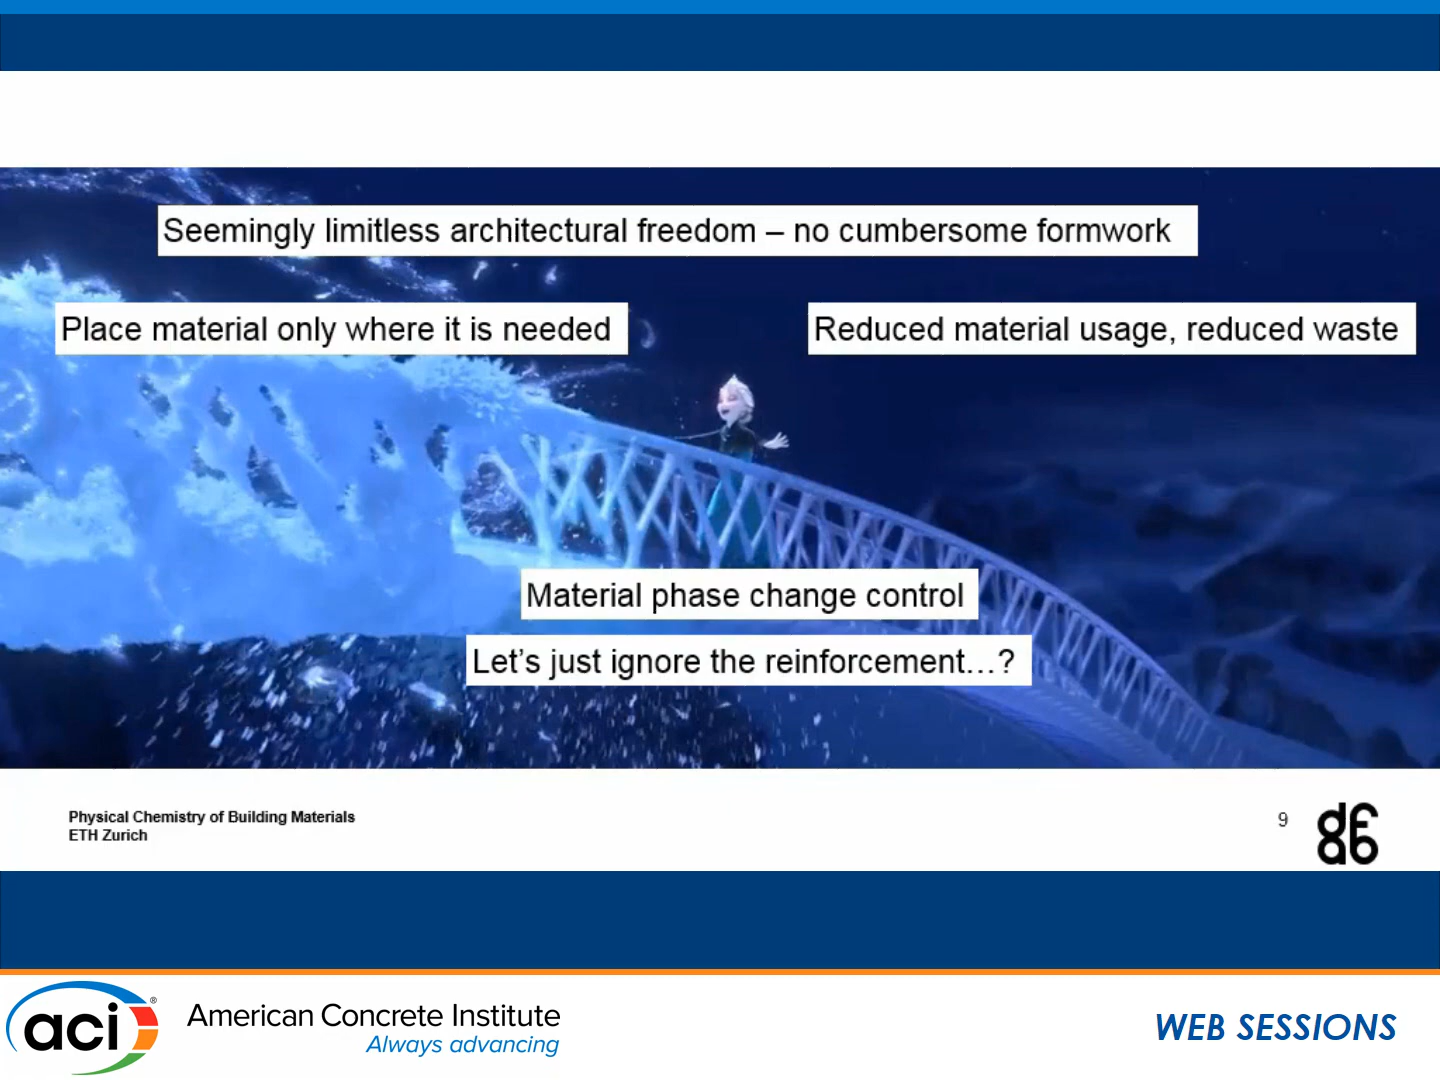 Seemingly limitless architectural freedom – no cumbersome formwork
Place material only where it is needed
Reduced material usage, reduced waste
Material phase change control
Let's just ignore the reinforcement...?
Physical Chemistry of Building Materials
ETH Zurich
9
df
ab
aci®
American Concrete Institute
Always advancing
WEB SESSIONS